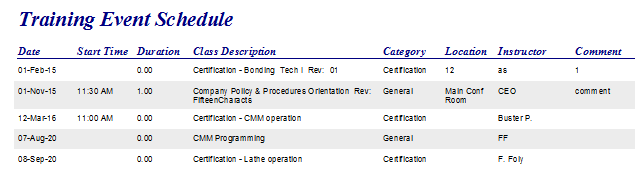 Training Event Schedule
Date Start Time Duration Class Description Category Location Instructor Comment
01-Feb-15 0.00 Certification - Bonding Tech I Rev: 01 Certification 12 as 1
01-Nov-15 11:30 AM 1.00 Company Policy & Procedures Orientation Rev: General Main Conf CEO comment
FifteenCharacts Room
12-Mar-16 11:00 AM 0.00 Certification - CMM operation Certification Buster P.
07-Aug-20 0.00 CMM Programming General FF
08-Sep-20 0.00 Certification - Lathe operation Certification F. Foly